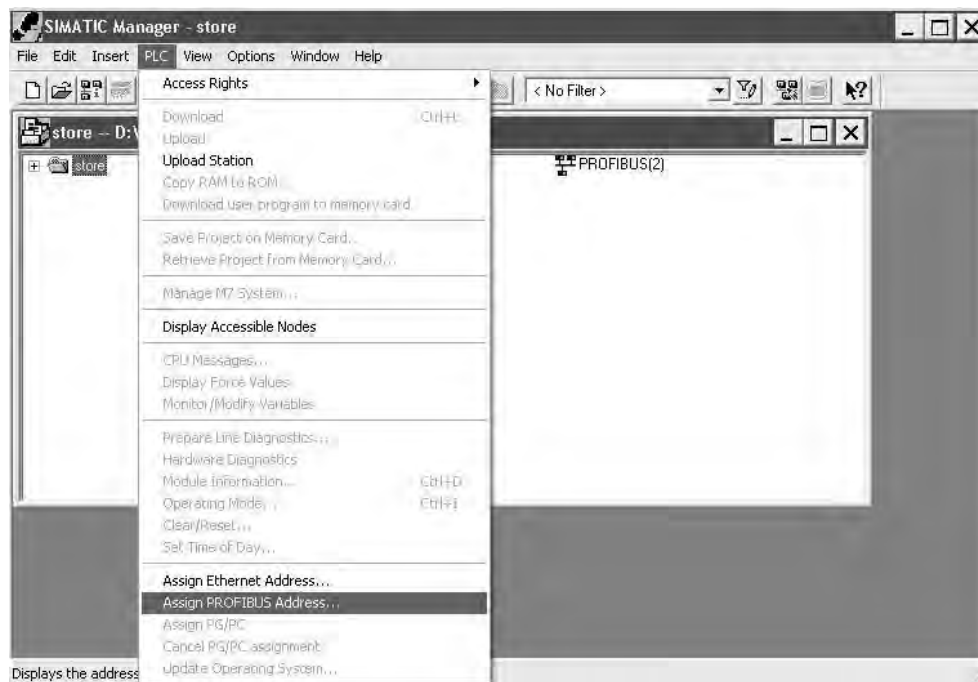 SIMATIC Manager - store
File Edit Insert PLC View Options Window Help
< No Filter >
store -- D:\
store
PROFIBUS(2)
Access Rights
Download Ctrl+L
Upload
Upload Station
Copy RAM to ROM...
Download user program to memory card
Save Project on Memory Card...
Retrieve Project from Memory Card...
Manage M7 System...
Display Accessible Nodes
CPU Messages...
Display Force Values
Monitor/Modify Variables
Prepare Line Diagnostics...
Hardware Diagnostics
Module Information... Ctrl+D
Operating Mode... Ctrl+I
Clear/Reset...
Set Time of Day...
Assign Ethernet Address...
Assign PROFIBUS Address...
Assign PG/PC
Cancel PG/PC assignment
Update Operating System...
Displays the address